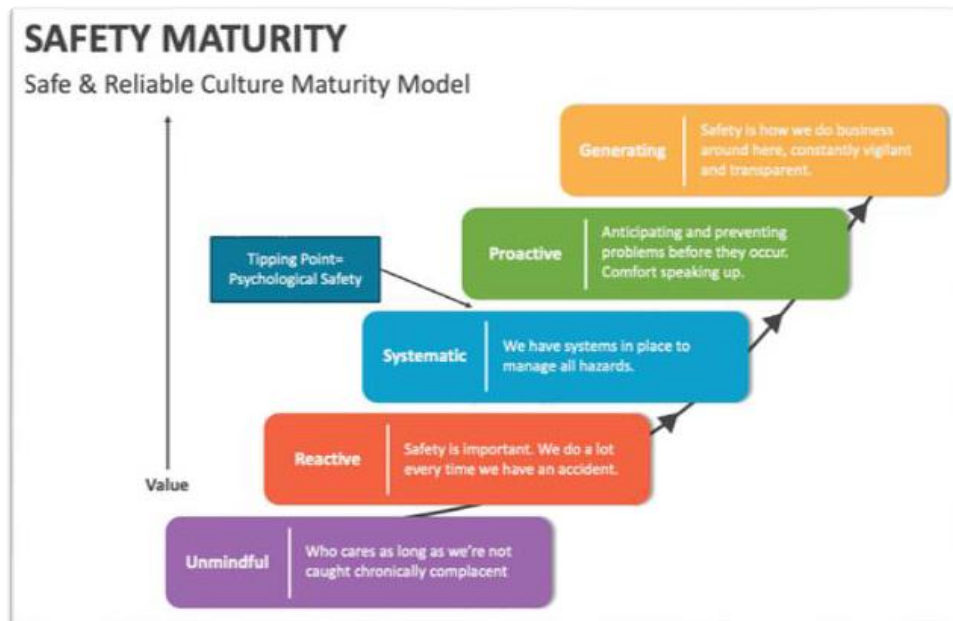 SAFETY MATURITY
Safe & Reliable Culture Maturity Model
Generating
Safety is how we do business
around here, constantly vigilant
and transparent.
Proactive
Anticipating and preventing
problems before they occur.
Comfort speaking up.
Tipping Point=
Psychological Safety
Systematic
We have systems in place to
manage all hazards.
Reactive
Safety is important. We do a lot
every time we have an accident.
Value
Unmindful
Who cares as long as we're not
caught chronically complacent